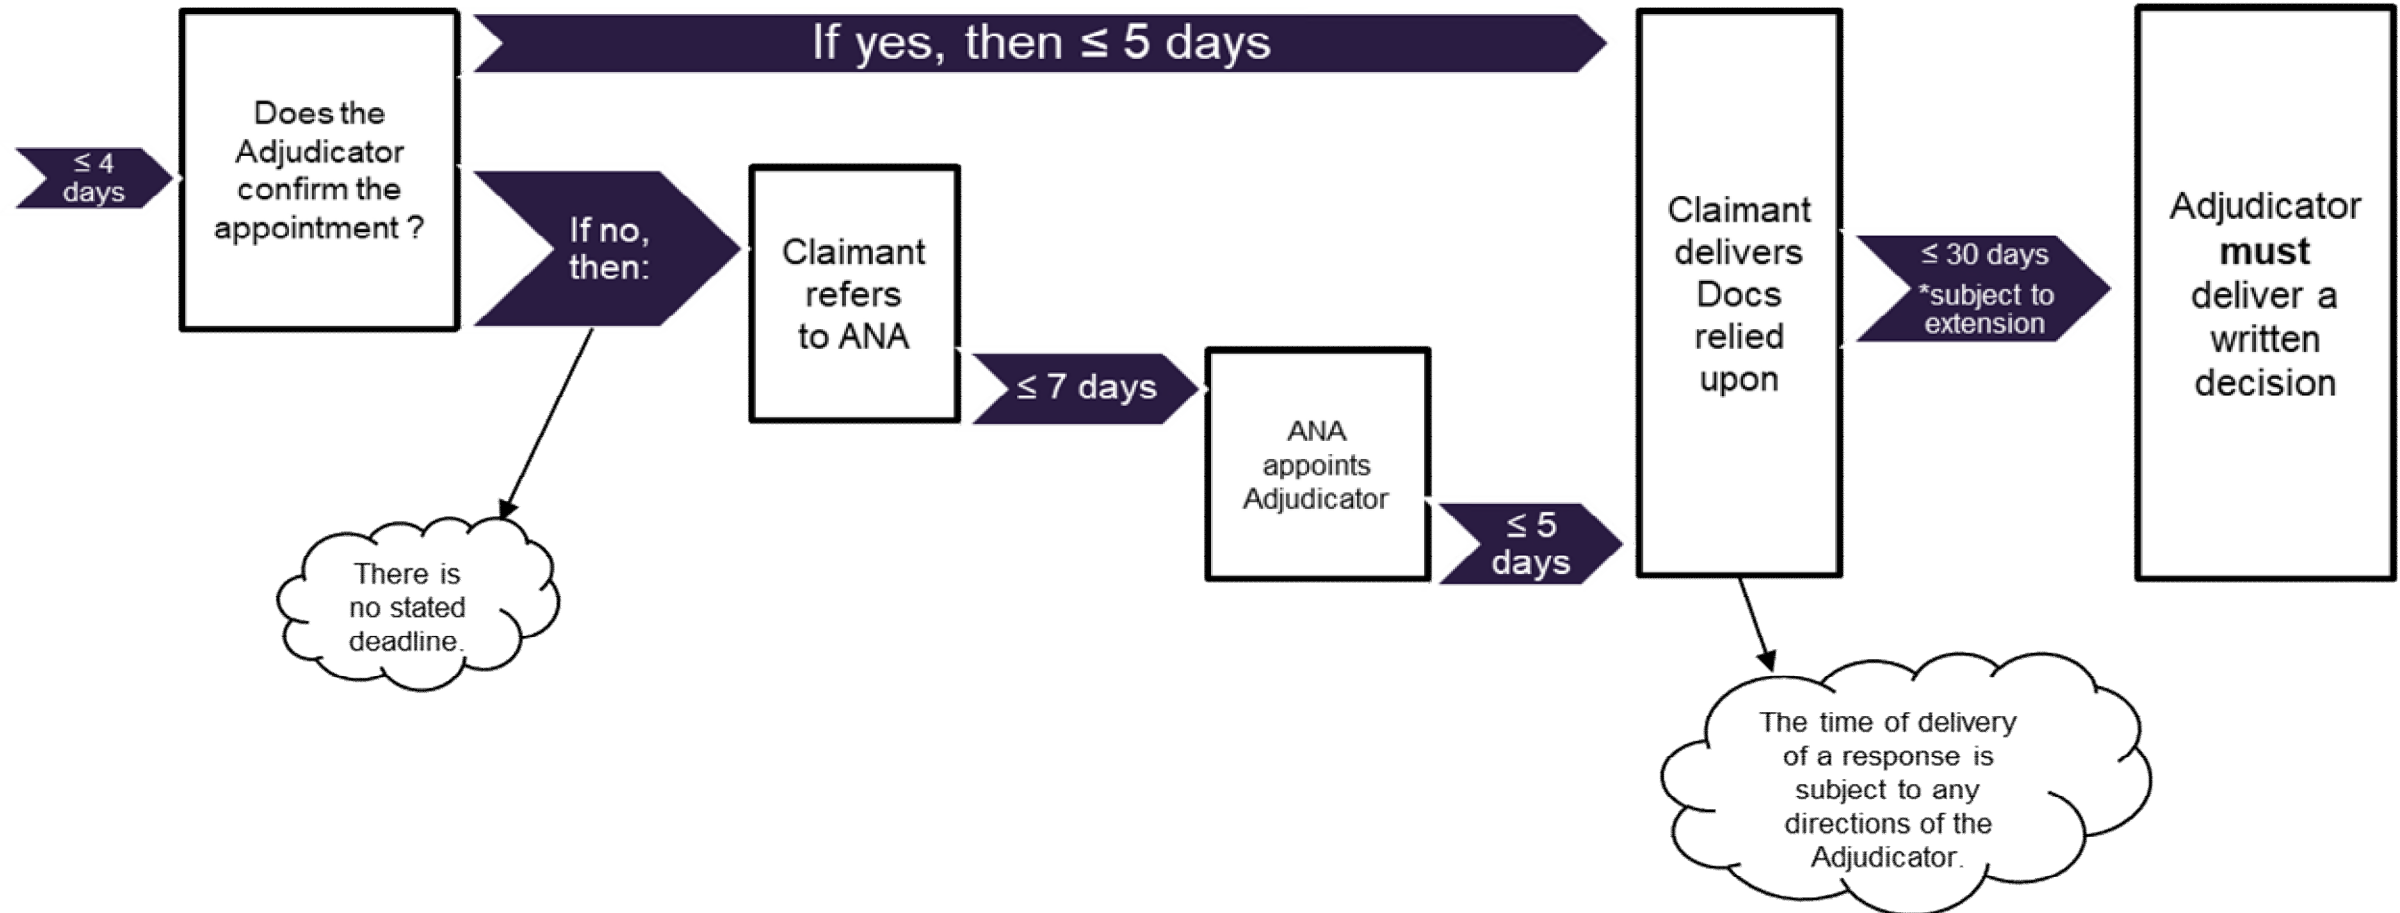 ≤ 4
days
Does the
Adjudicator
confirm the
appointment ?
If yes, then ≤ 5 days
If no,
then:
There is
no stated
deadline.
Claimant
refers
to ANA
≤ 7 days
ANA
appoints
Adjudicator
≤ 5
days
Claimant
delivers
Docs
relied
upon
The time of delivery
of a response is
subject to any
directions of the
Adjudicator.
≤ 30 days
*subject to
extension
Adjudicator
must
deliver a
written
decision